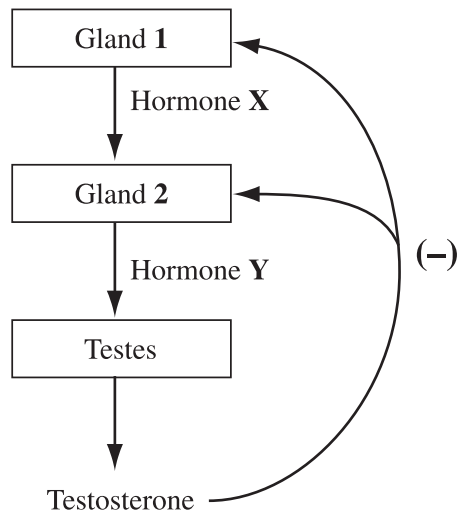 Gland 1
Hormone X
Gland 2
(–)
Hormone Y
Testes
Testosterone